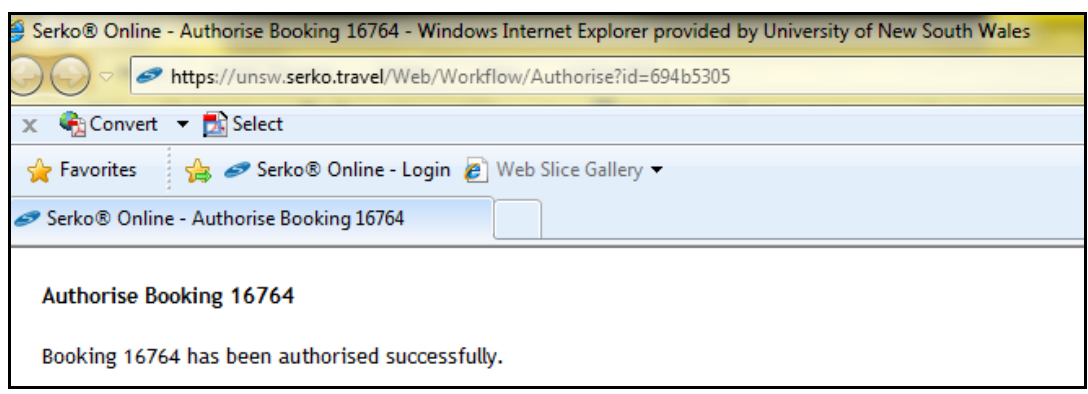 Serko® Online - Authorise Booking 16764 - Windows Internet Explorer provided by University of New South Wales
https://unsw.serko.travel/Web/Workflow/Authorise?id=694b5305
x Convert Select
Favorites Serko® Online - Login Web Slice Gallery
Serko® Online - Authorise Booking 16764
Authorise Booking 16764
Booking 16764 has been authorised successfully.